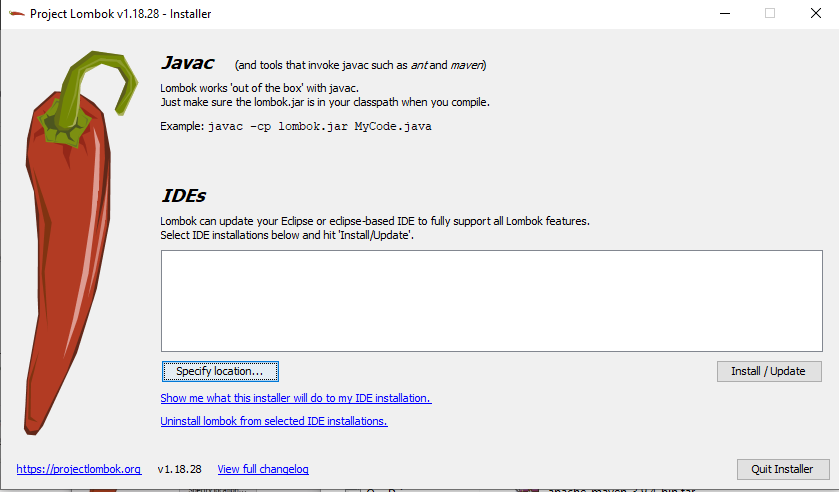 Project Lombok v1.18.28 - Installer
Javac (and tools that invoke javac such as ant and maven)
Lombok works 'out of the box' with javac.
Just make sure the lombok.jar is in your classpath when you compile.
Example: javac -cp lombok.jar MyCode.java
IDEs
Lombok can update your Eclipse or eclipse-based IDE to fully support all Lombok features.
Select IDE installations below and hit 'Install/Update'.
Specify location...
Install / Update
Show me what this installer will do to my IDE installation.
Uninstall lombok from selected IDE installations.
https://projectlombok.org v1.18.28 View full changelog
Quit Installer